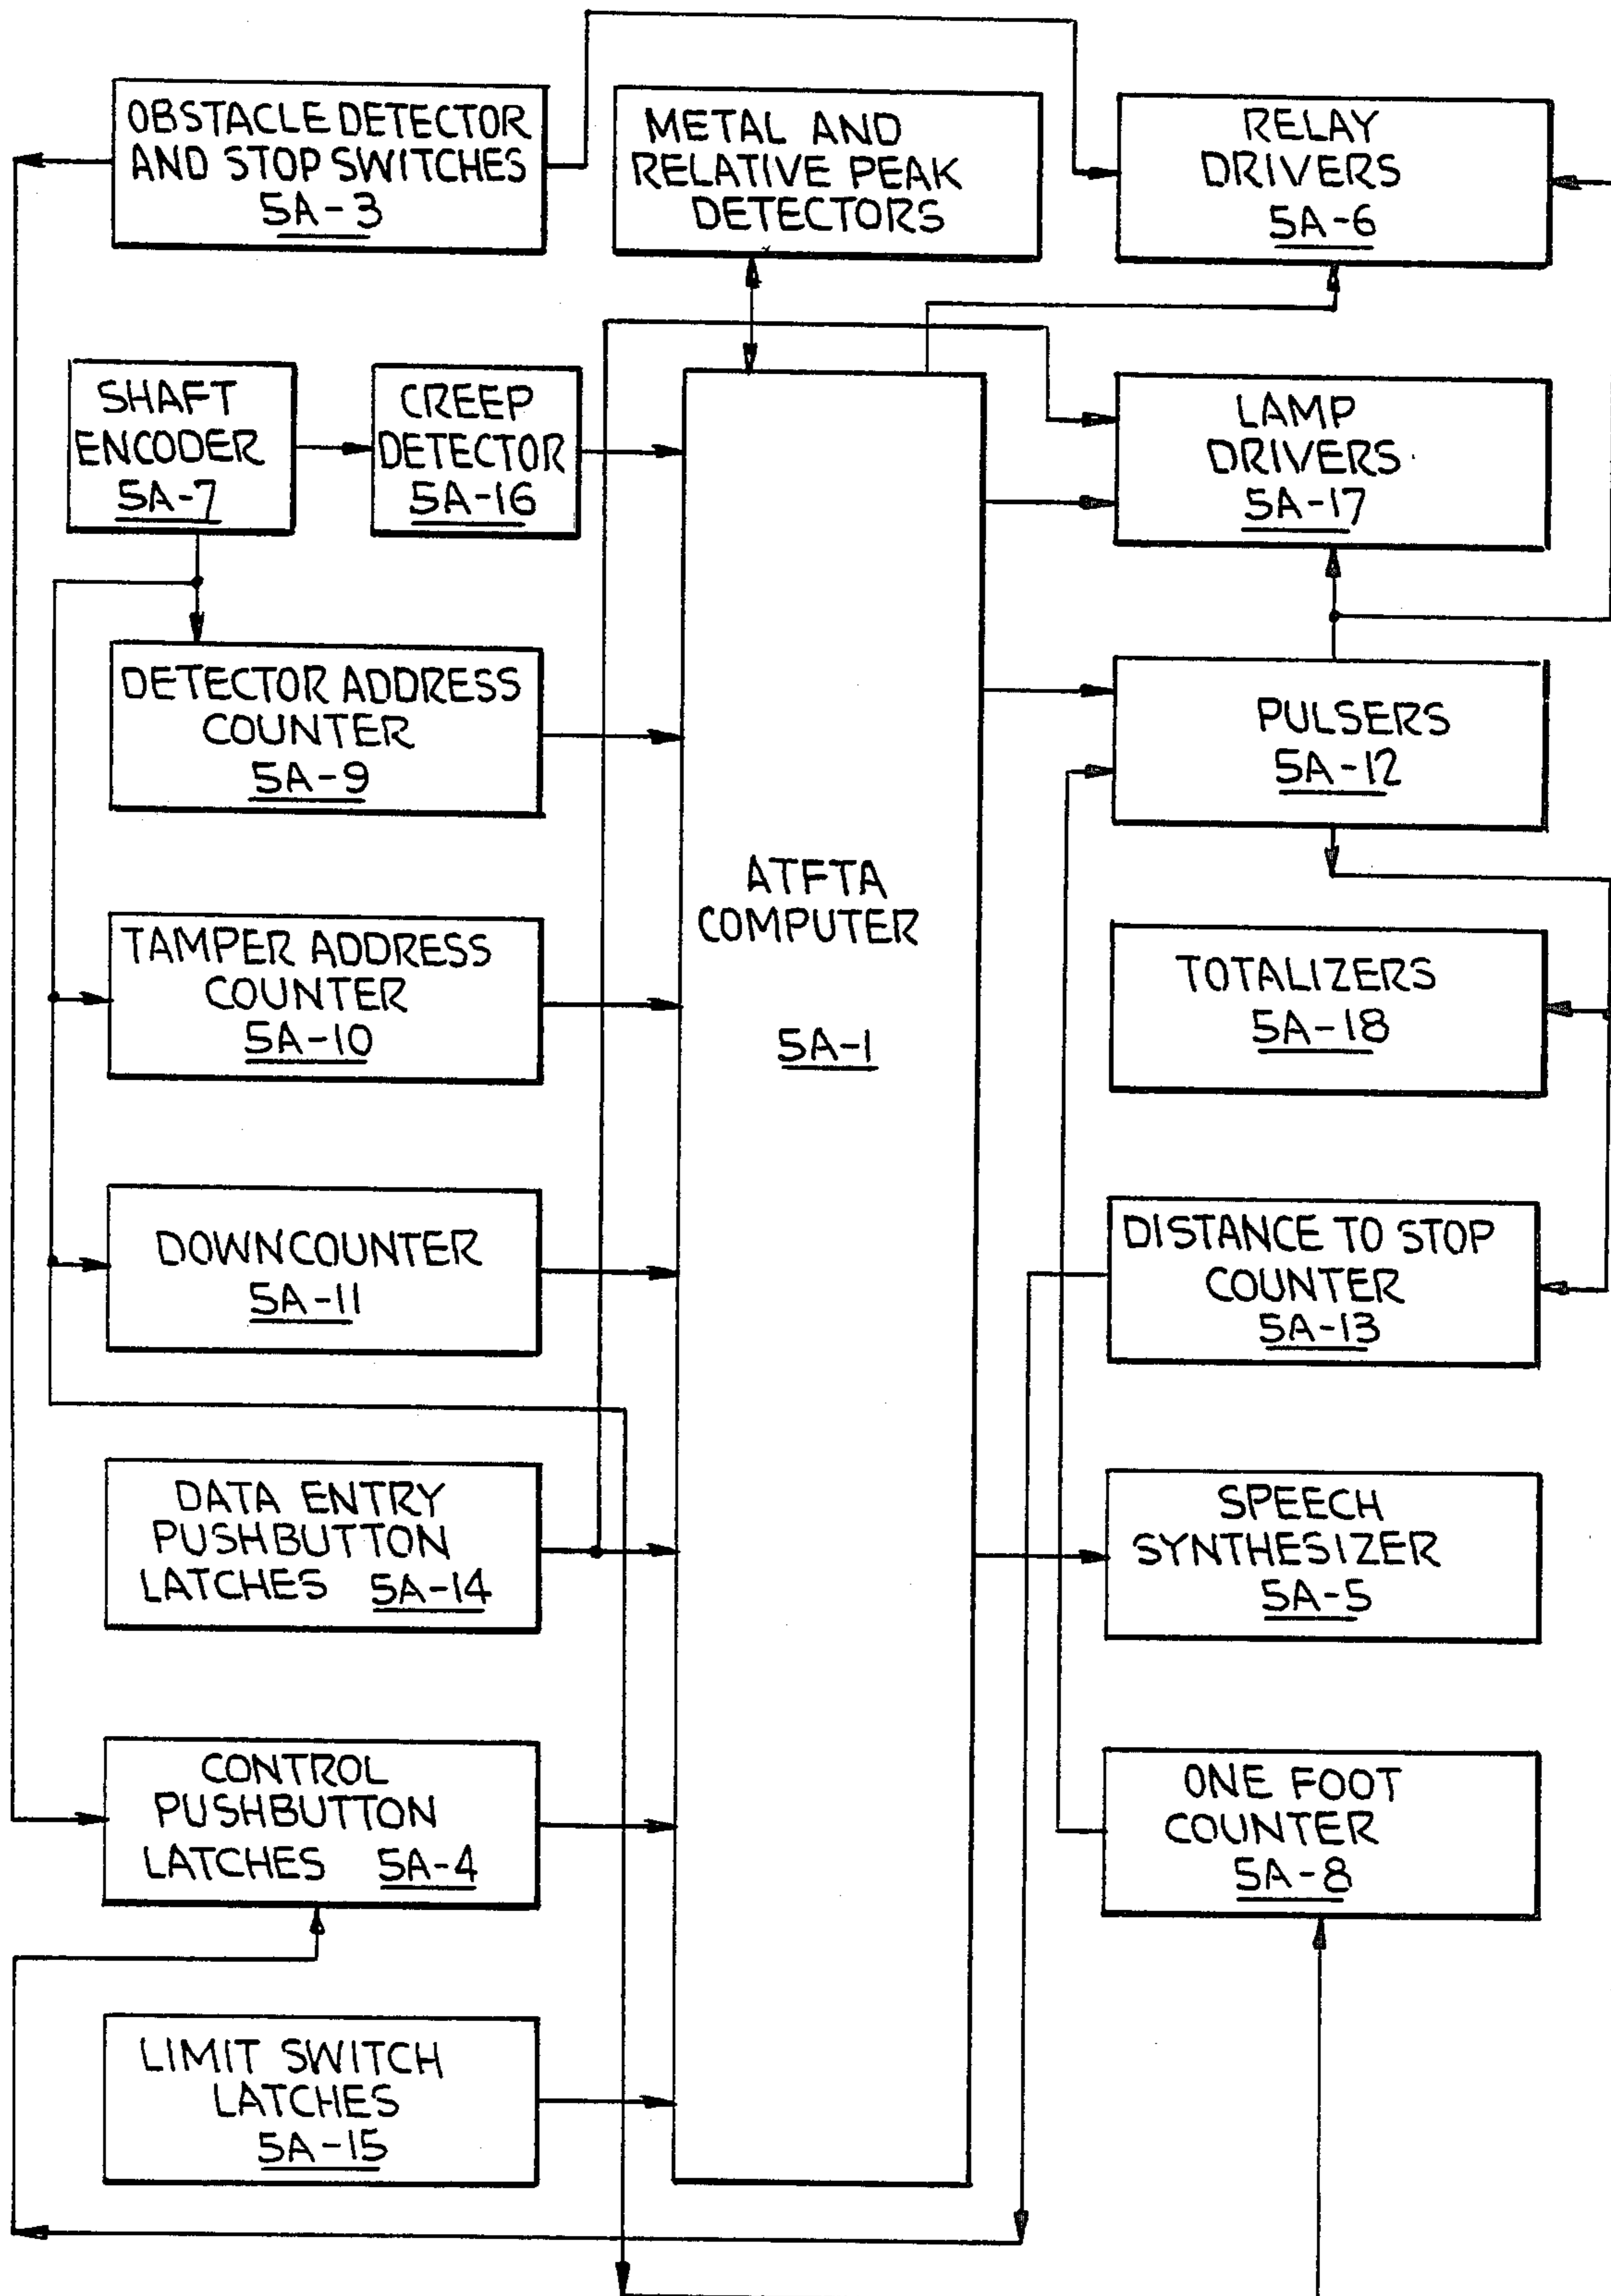 OBSTACLE DETECTOR
AND STOP SWITCHES
5A-3
METAL AND
RELATIVE PEAK
DETECTORS
RELAY
DRIVERS
5A-6
SHAFT
ENCODER
5A-7
CREEP
DETECTOR
5A-16
LAMP
DRIVERS
5A-17
DETECTOR ADDRESS
COUNTER
5A-9
PULSERS
5A-12
ATFTA
COMPUTER
5A-1
TAMPER ADDRESS
COUNTER
5A-10
TOTALIZERS
5A-18
DOWNCOUNTER
5A-11
DISTANCE TO STOP
COUNTER
5A-13
DATA ENTRY
PUSHBUTTON
LATCHES 5A-14
SPEECH
SYNTHESIZER
5A-5
CONTROL
PUSHBUTTON
LATCHES 5A-4
ONE FOOT
COUNTER
5A-8
LIMIT SWITCH
LATCHES
5A-15